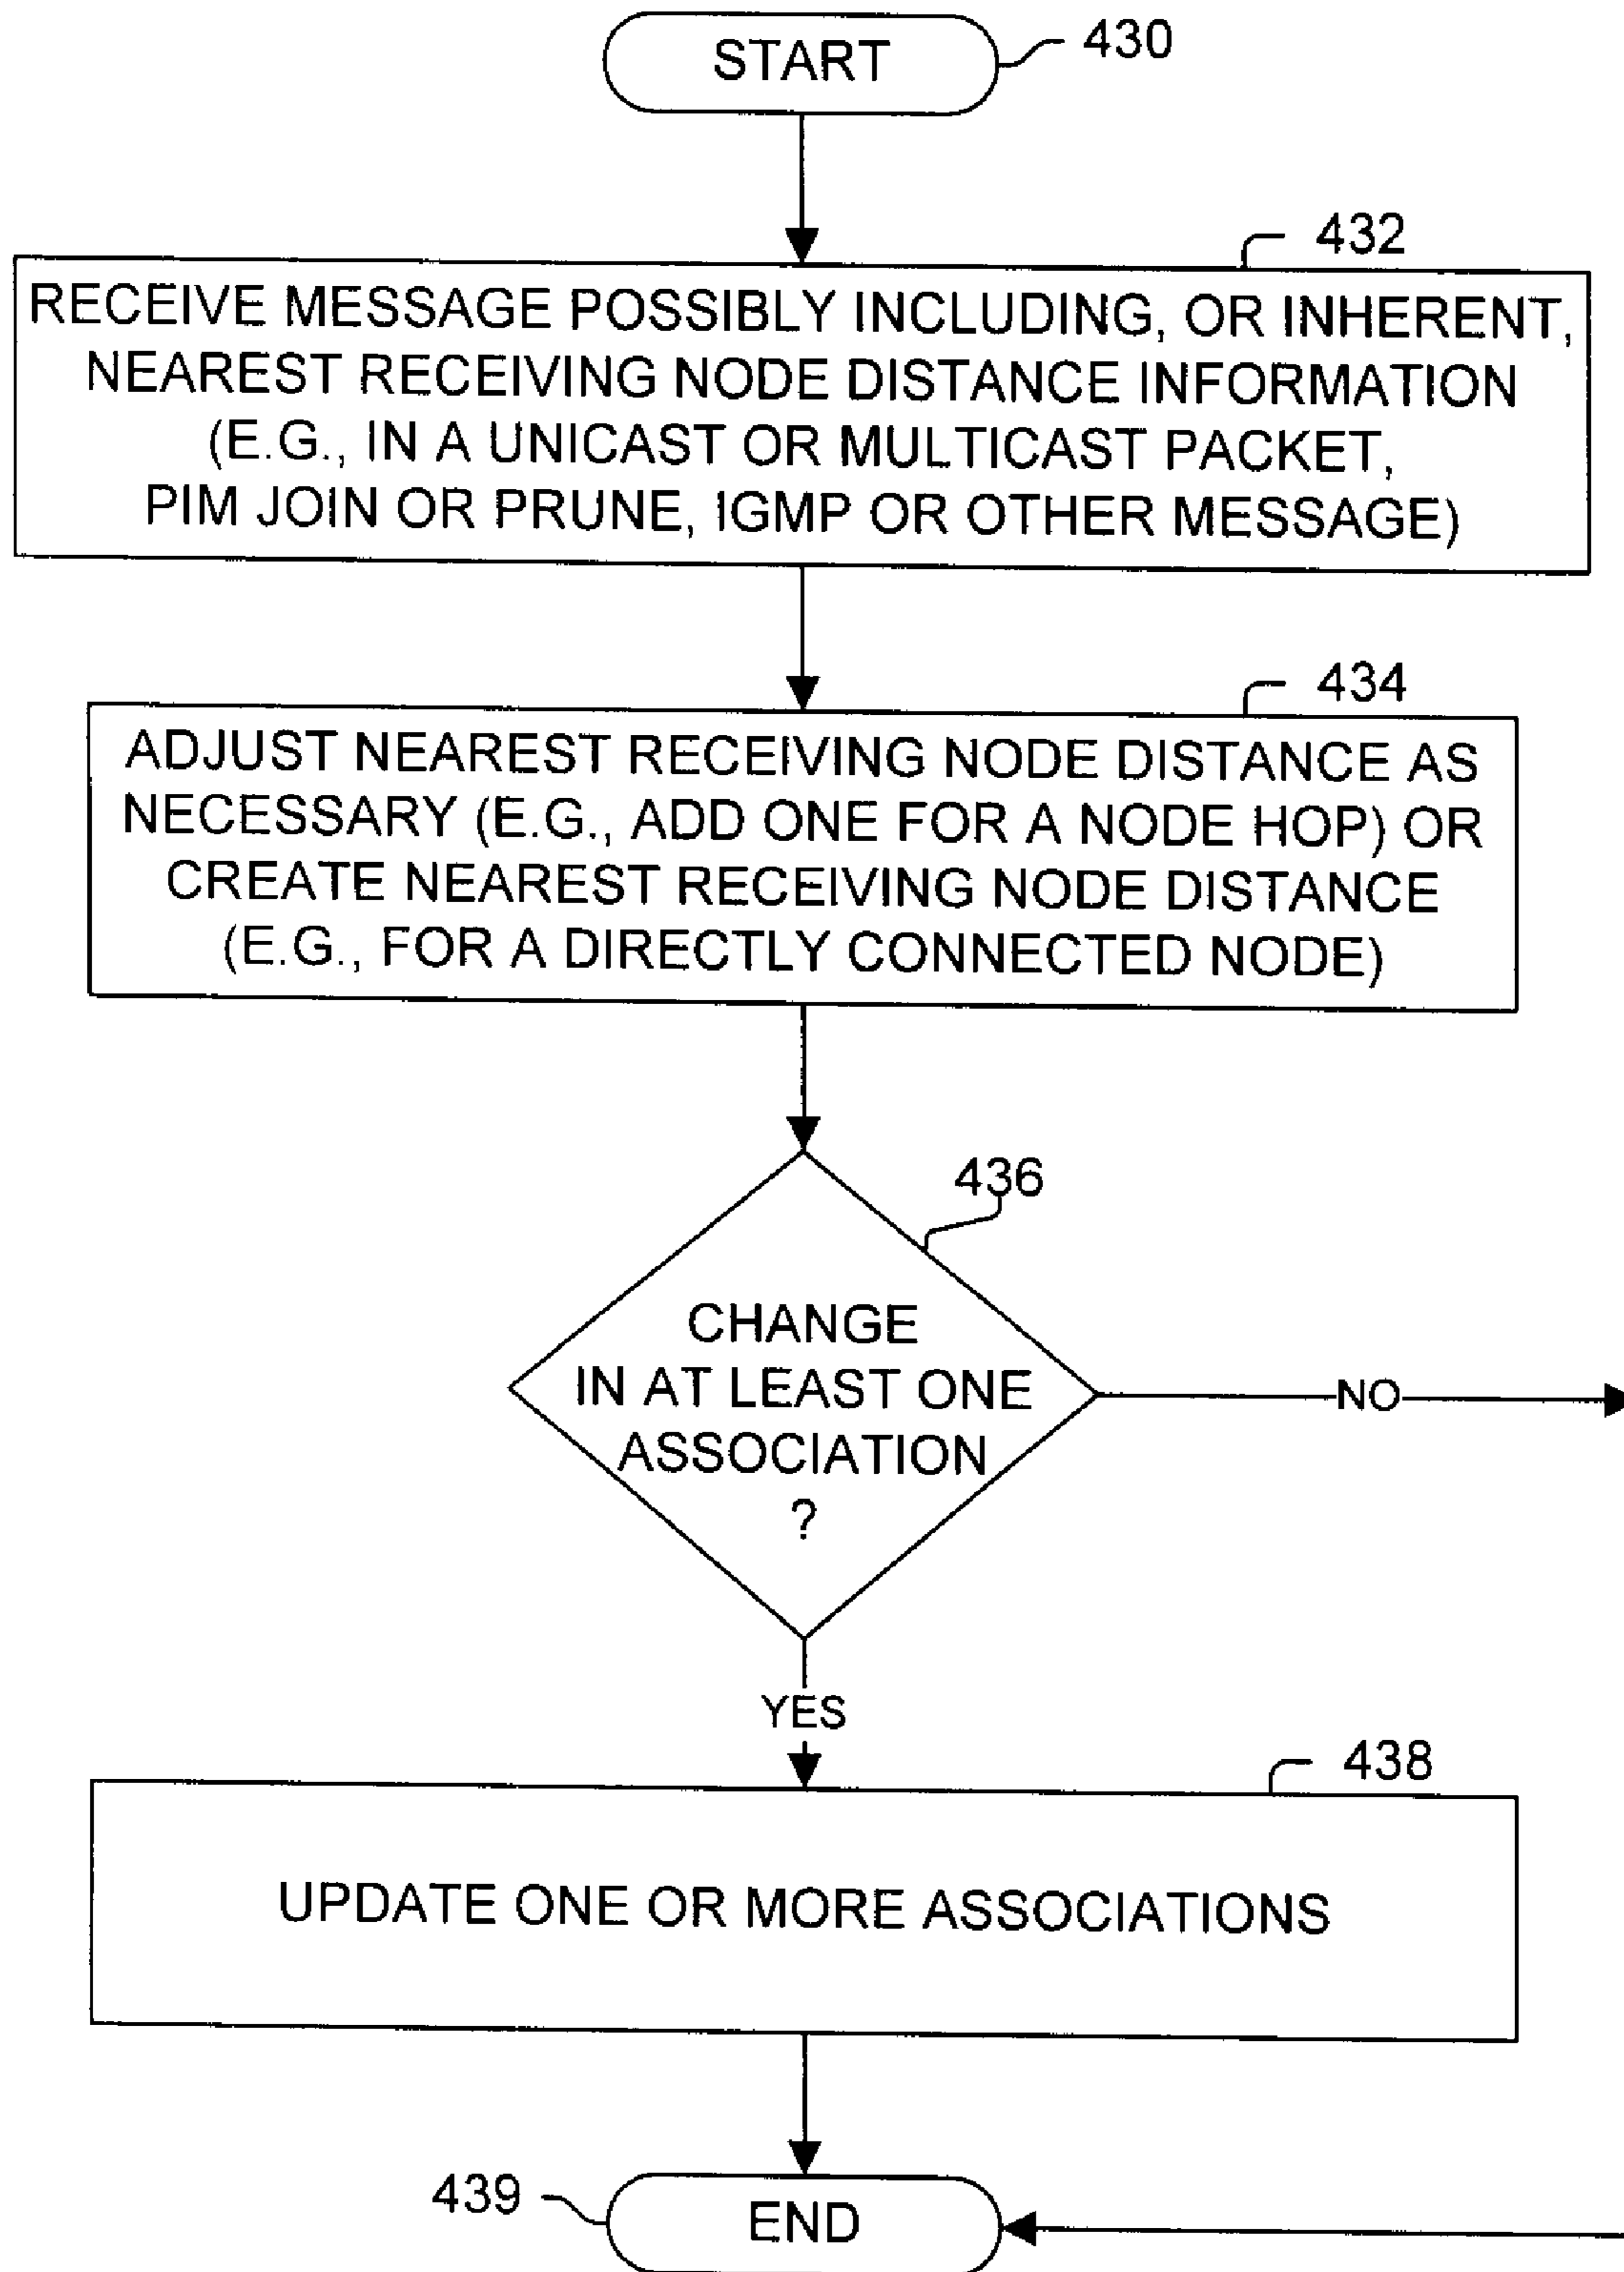 START
430
432
RECEIVE MESSAGE POSSIBLY INCLUDING, OR INHERENT,
NEAREST RECEIVING NODE DISTANCE INFORMATION
(E.G., IN A UNICAST OR MULTICAST PACKET,
PIM JOIN OR PRUNE, IGMP OR OTHER MESSAGE)
434
ADJUST NEAREST RECEIVING NODE DISTANCE AS
NECESSARY (E.G., ADD ONE FOR A NODE HOP) OR
CREATE NEAREST RECEIVING NODE DISTANCE
(E.G., FOR A DIRECTLY CONNECTED NODE)
436
CHANGE
IN AT LEAST ONE
ASSOCIATION
?
NO
YES
438
UPDATE ONE OR MORE ASSOCIATIONS
439
END